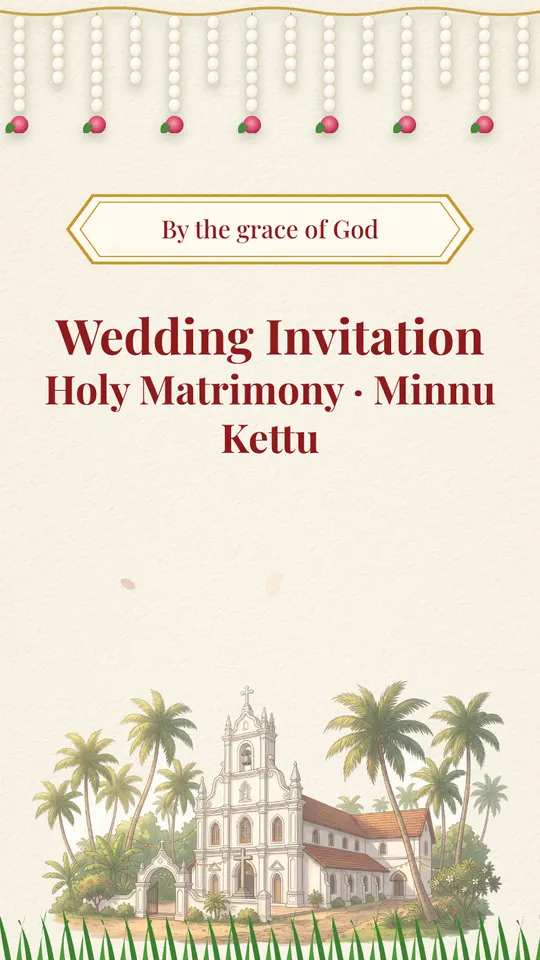 By the grace of God
Wedding Invitation
Holy Matrimony · Minnu
Kettu